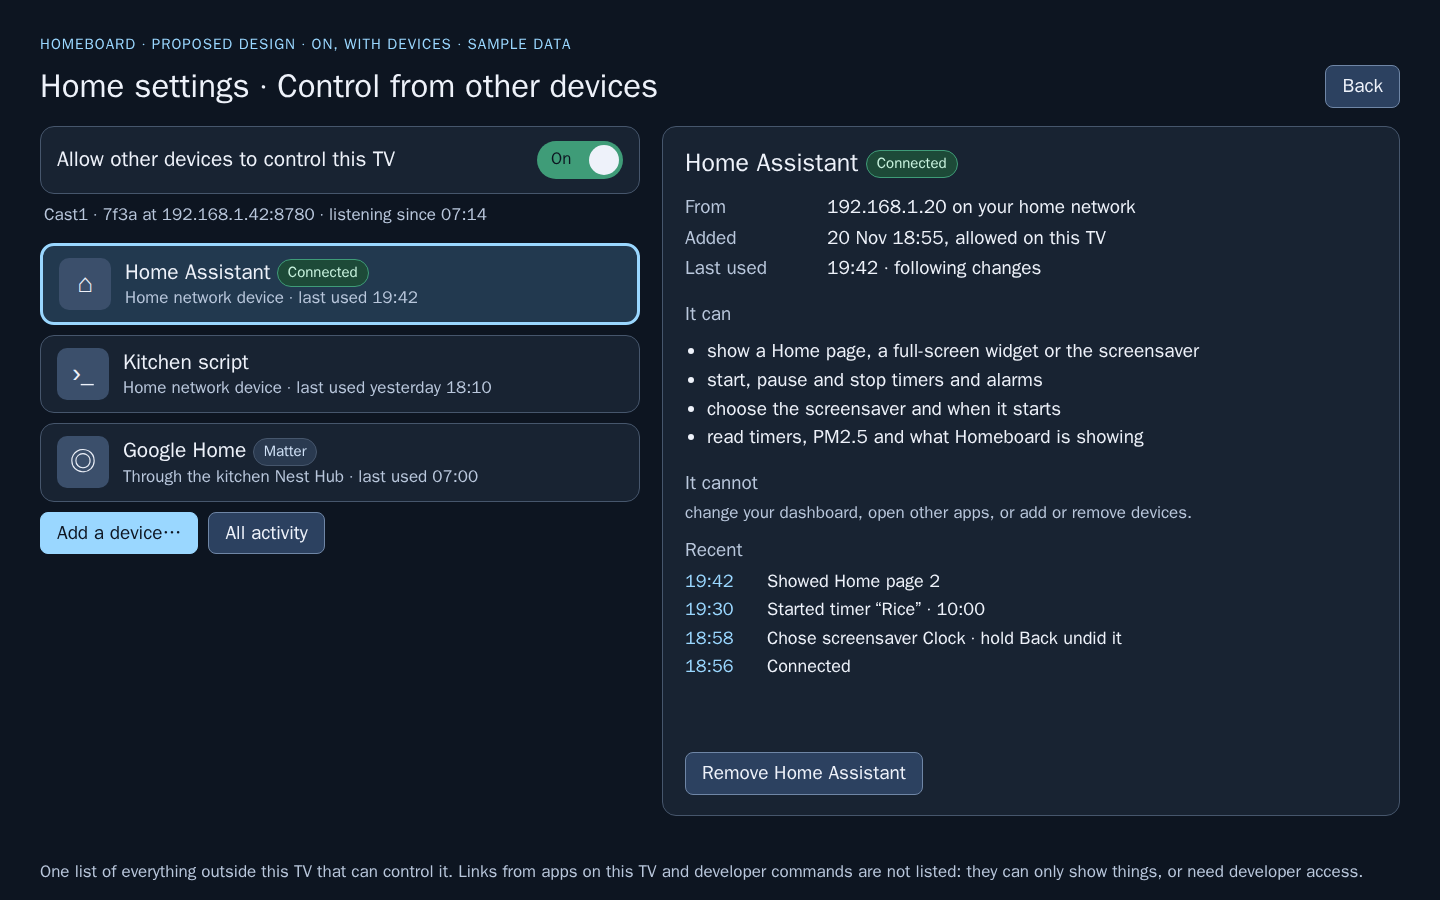 HOMEBOARD · PROPOSED DESIGN · ON, WITH DEVICES · SAMPLE DATA
Home settings · Control from other devices
Back
Allow other devices to control this TV
On
Cast1 · 7f3a at 192.168.1.42:8780 · listening since 07:14
Home Assistant Connected
Home network device · last used 19:42
›_
Kitchen script
Home network device · last used yesterday 18:10
Google Home Matter
Through the kitchen Nest Hub · last used 07:00
Add a device···
All activity
Home Assistant Connected
From 192.168.1.20 on your home network
Added 20 Nov 18:55, allowed on this TV
Last used 19:42 · following changes
It can
• show a Home page, a full-screen widget or the screensaver
• start, pause and stop timers and alarms
• choose the screensaver and when it starts
• read timers, PM2.5 and what Homeboard is showing
It cannot
change your dashboard, open other apps, or add or remove devices.
Recent
19:42 Showed Home page 2
19:30 Started timer “Rice” · 10:00
18:58 Chose screensaver Clock · hold Back undid it
18:56 Connected
Remove Home Assistant
One list of everything outside this TV that can control it. Links from apps on this TV and developer commands are not listed: they can only show things, or need developer access.